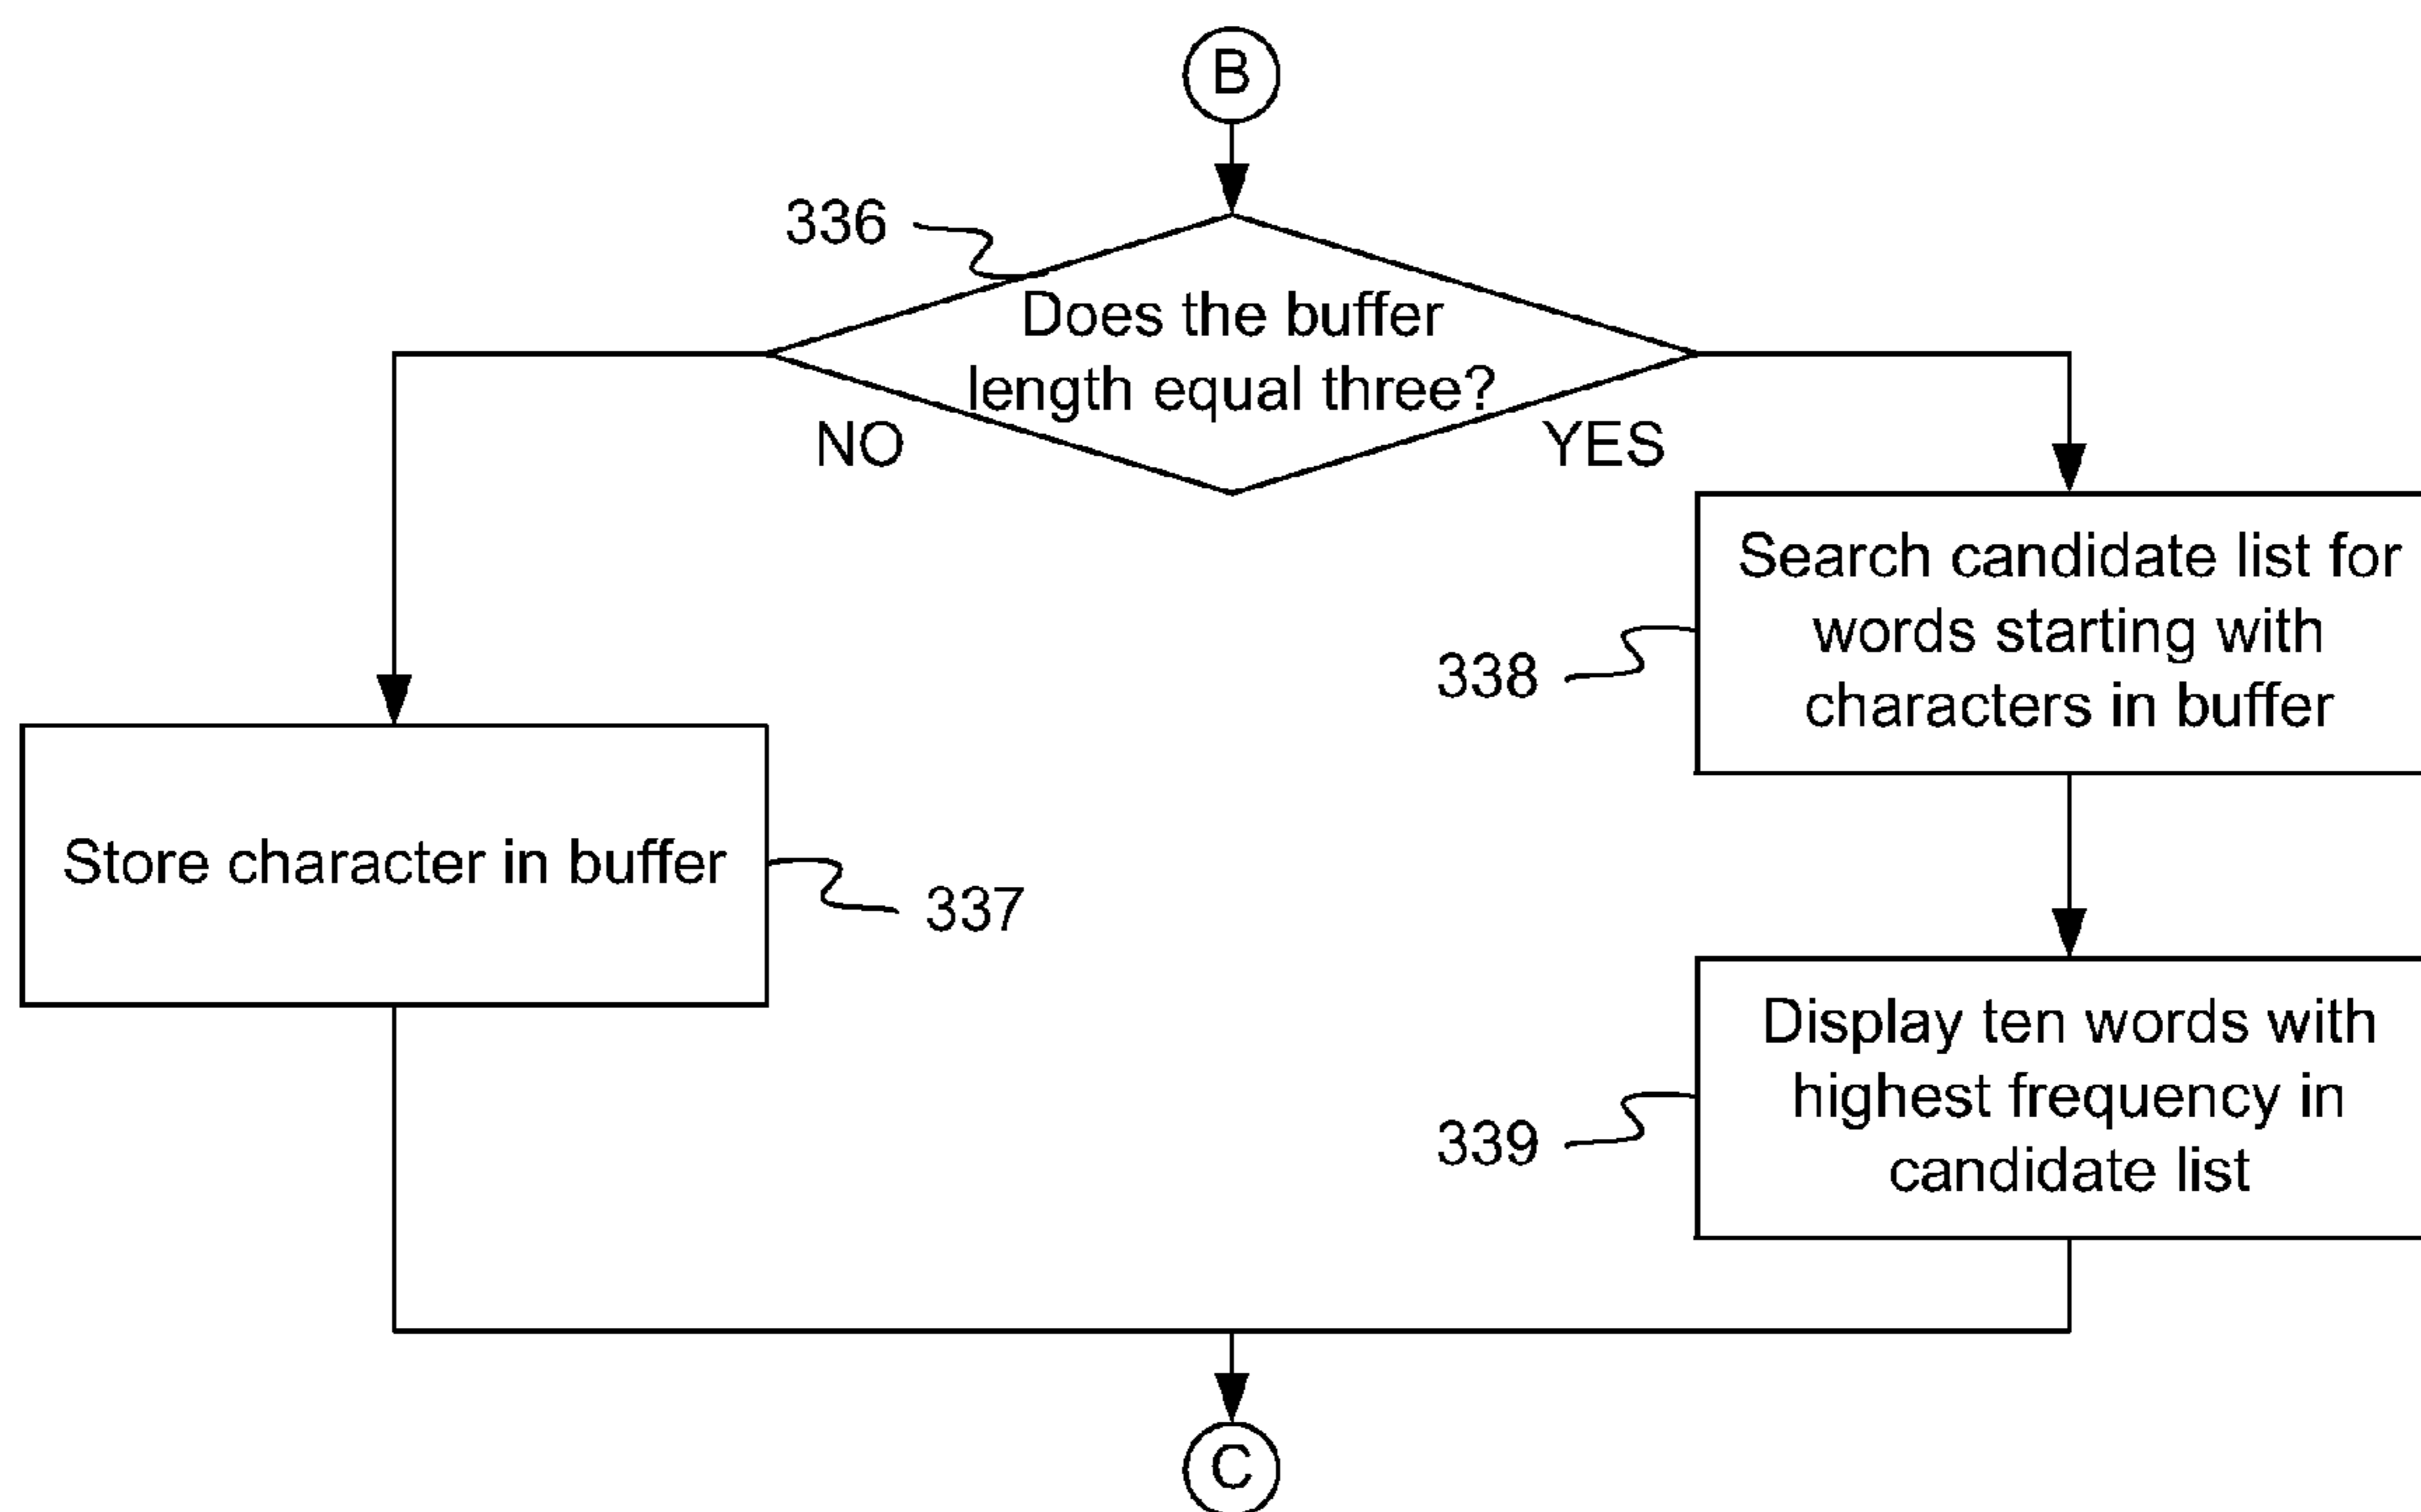 B
336
Does the buffer
length equal three?
NO
YES
Search candidate list for
words starting with
characters in buffer
338
Store character in buffer
337
Display ten words with
highest frequency in
candidate list
339
C